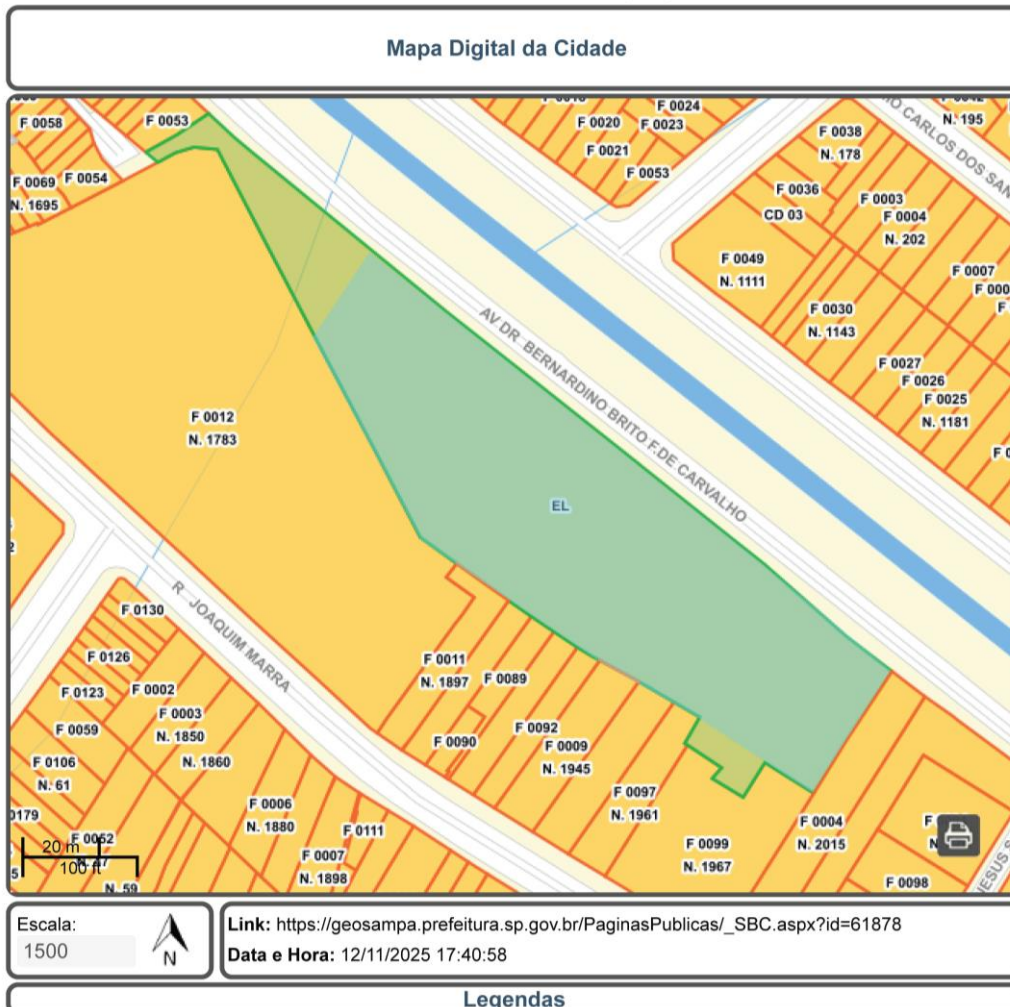 Mapa Digital da Cidade
F 0058
F 0053
F 0069
N. 1695
F 0054
F 0024
F 0020
F 0023
F 0021
F 0053
F 0038
N. 178
N. 195
F 0036
CD 03
F 0003
F 0004
N. 202
F 0049
N. 1111
F 0007
F 0030
N. 1143
F 0027
F 0026
F 0025
N. 1181
AV DR. BERNARDINO BRITO F.DE CARVALHO
F 0012
N. 1783
EL
R. JOAQUIM MARRA
F 0130
F 0126
F 0123
F 0002
F 0003
N. 1850
F 0059
N. 1860
F 0106
N. 61
F 0011
N. 1897
F 0089
F 0090
F 0092
F 0009
N. 1945
F 0097
N. 1961
F 0099
N. 1967
F 0004
N. 2015
F 0098
F 0006
N. 1880
F 0111
F 0007
N. 1898
F 0052
N. 59
20 m
100 ft
Escala:
1500
N
Link: https://geosampa.prefeitura.sp.gov.br/PaginasPublicas/_SBC.aspx?id=61878
Data e Hora: 12/11/2025 17:40:58
Legendas